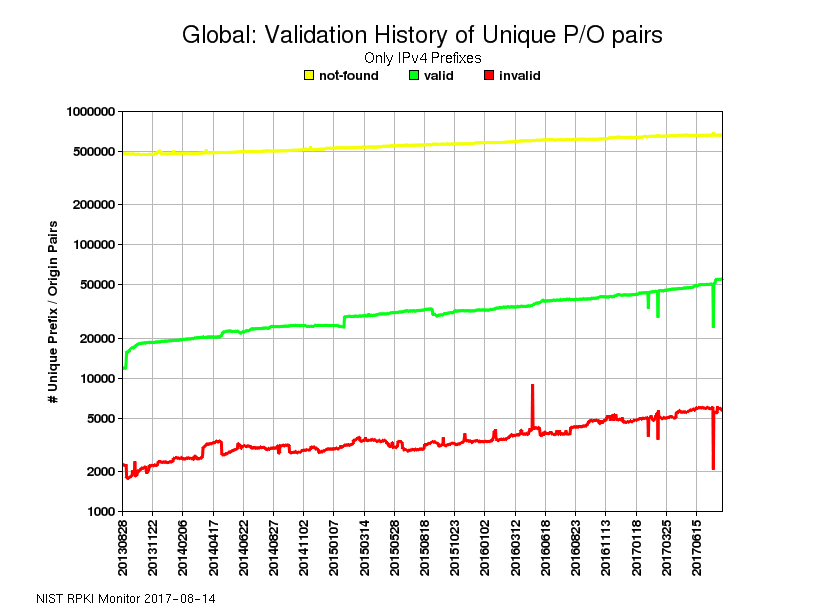 Global: Validation History of Unique P/O pairs
Only IPv4 Prefixes
not-found valid invalid
# Unique Prefix / Origin Pairs
1000000
500000
200000
100000
50000
20000
10000
5000
2000
1000
20130828 20131122 20140206 20140417 20140622 20140827 20141102 20150107 20150314 20150528 20150818 20151023 20160102 20160312 20160618 20160823 20161113 20170118 20170325 20170615
NIST RPKI Monitor 2017-08-14